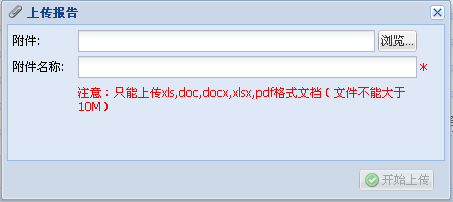 上传报告
附件: 浏览...
附件名称: *
注意：只能上传xls,doc,docx,xlsx,pdf格式文档（文件不能大于
10M）
开始上传